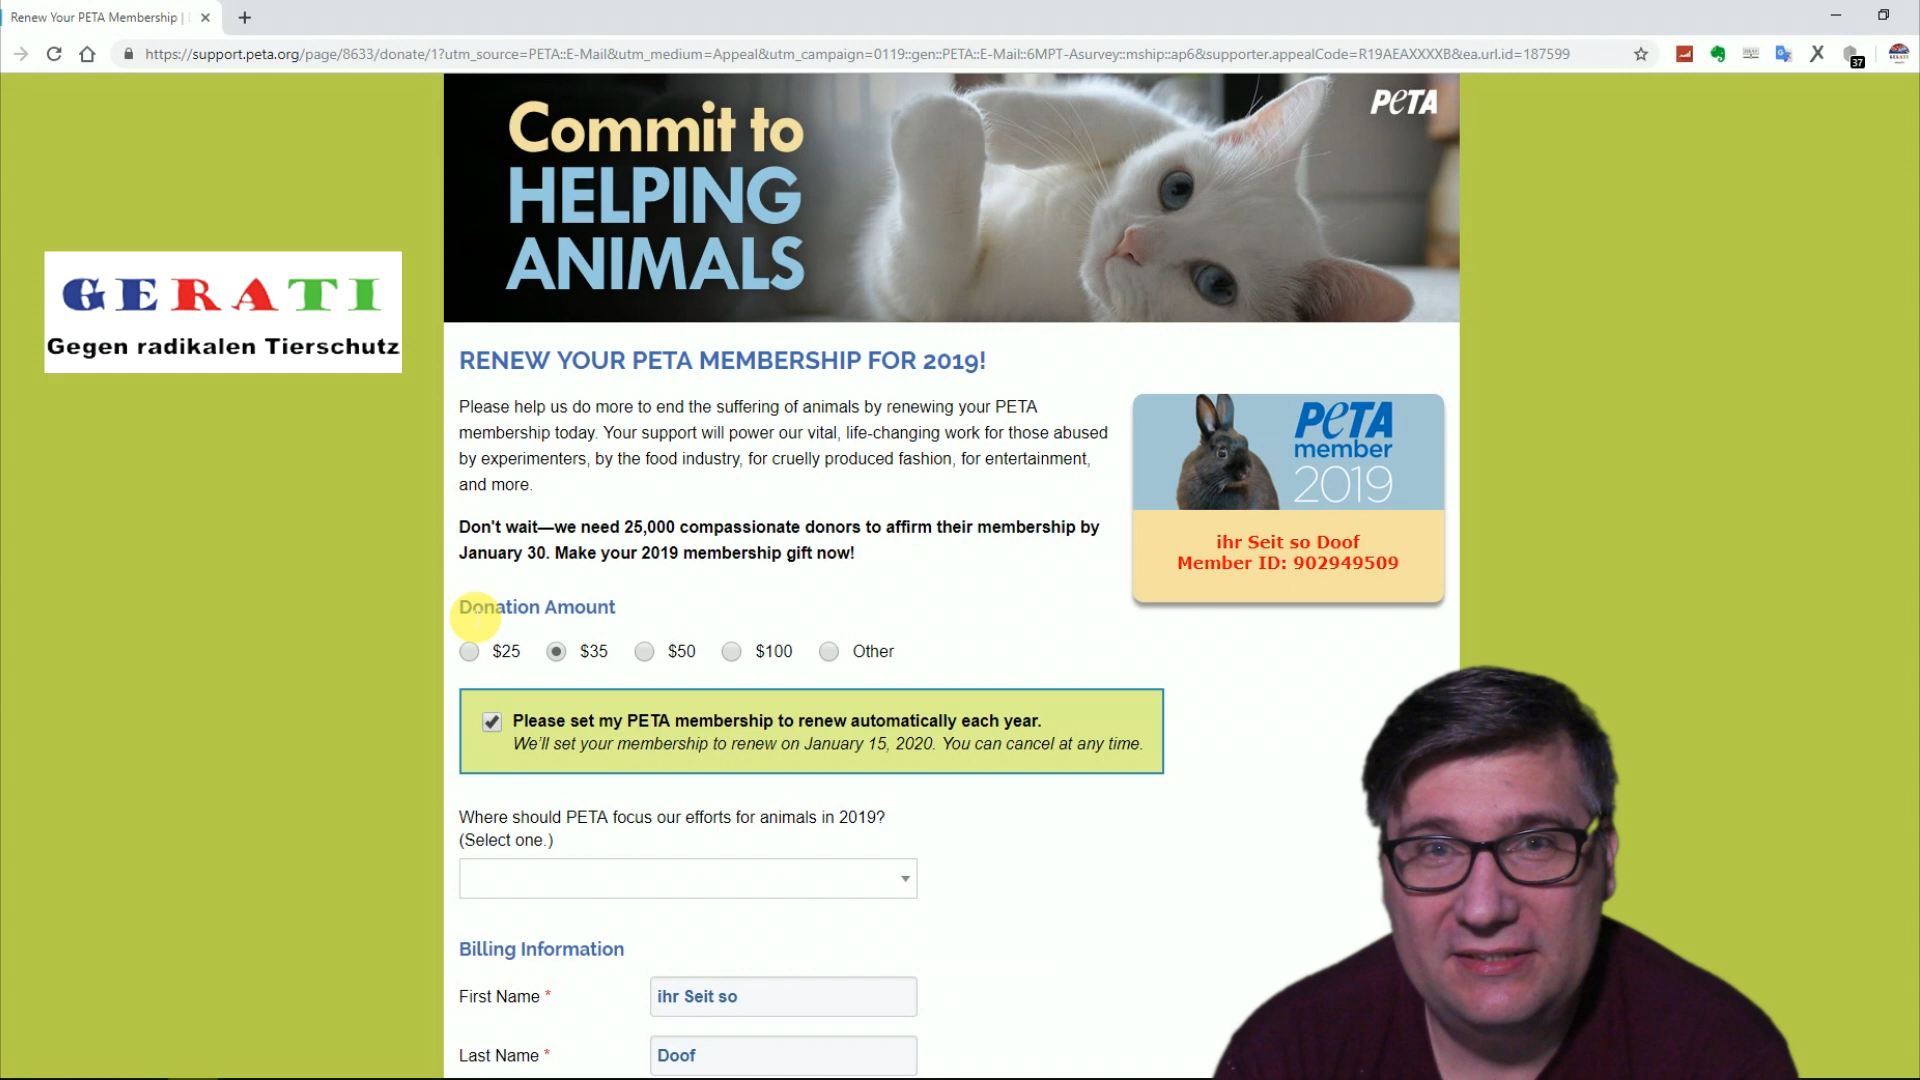 Renew Your PETA Membership |
https://support.peta.org/page/8633/donate/1?utm_source=PETA::E-Mail&utm_medium=Appeal&utm_campaign=0119::gen::PETA::E-Mail::6MPT-Asurvey::mship::ap6&supporter.appealCode=R19AEAXXXXB&ea.url.id=187599
37
Commit to
HELPING
ANIMALS
PETA
GERATI
Gegen radikalen Tierschutz
RENEW YOUR PETA MEMBERSHIP FOR 2019!
Please help us do more to end the suffering of animals by renewing your PETA
membership today. Your support will power our vital, life-changing work for those abused
by experimenters, by the food industry, for cruelly produced fashion, for entertainment,
and more.
Don't wait—we need 25,000 compassionate donors to affirm their membership by
January 30. Make your 2019 membership gift now!
PETA
member
2019
ihr Seit so Doof
Member ID: 902949509
Donation Amount
$25 $35 $50 $100 Other
Please set my PETA membership to renew automatically each year.
We'll set your membership to renew on January 15, 2020. You can cancel at any time.
Where should PETA focus our efforts for animals in 2019?
(Select one.)
Billing Information
First Name * ihr Seit so
Last Name * Doof